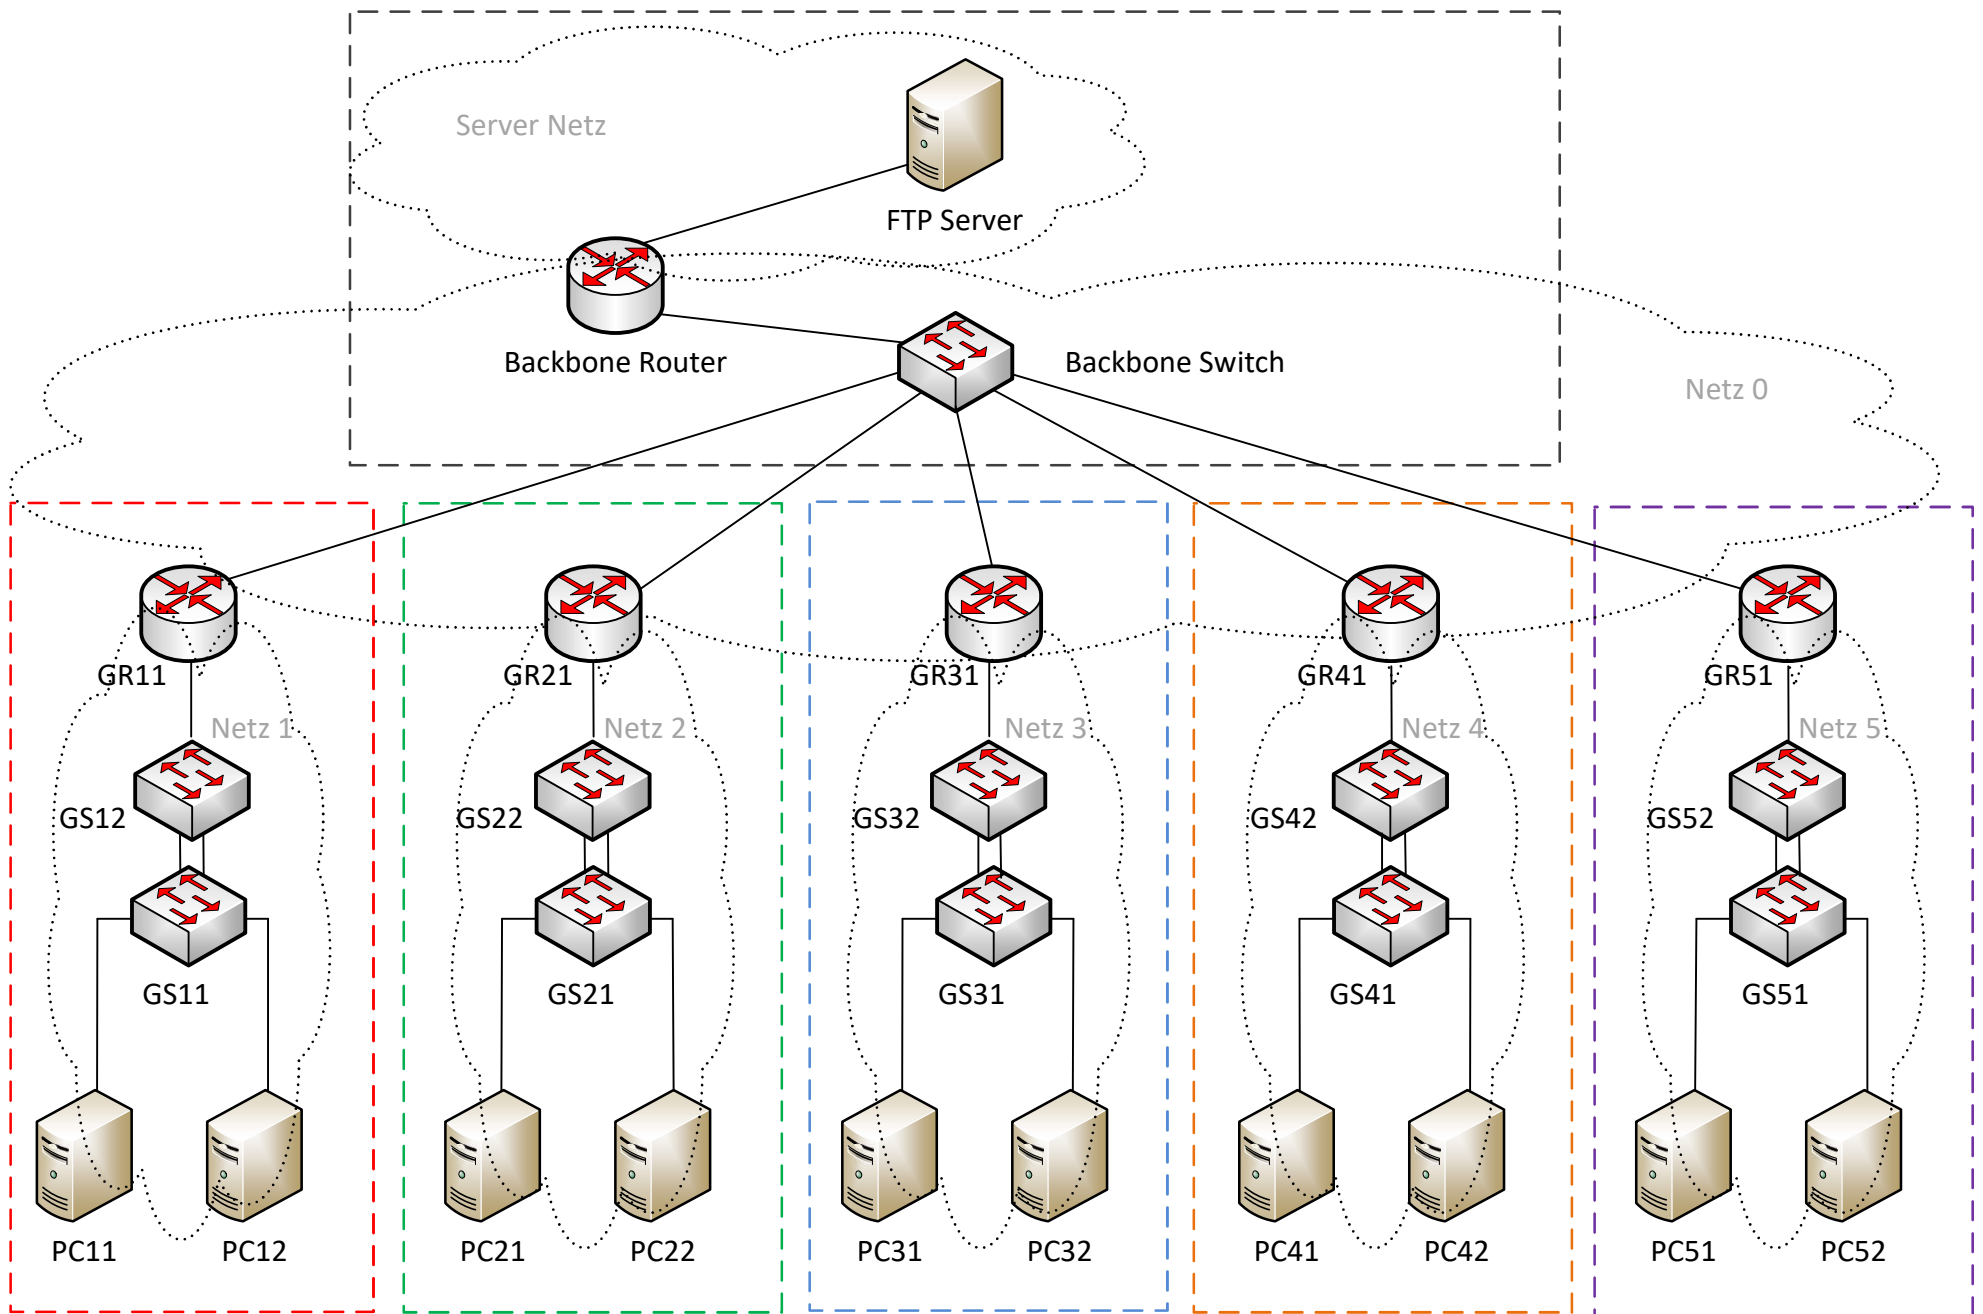 Server Netz
FTP Server
Backbone Router
Backbone Switch
Netz 0
GR11
GR21
GR31
GR41
GR51
Netz 1
Netz 2
Netz 3
Netz 4
Netz 5
GS12
GS22
GS32
GS42
GS52
GS11
GS21
GS31
GS41
GS51
PC11
PC12
PC21
PC22
PC31
PC32
PC41
PC42
PC51
PC52